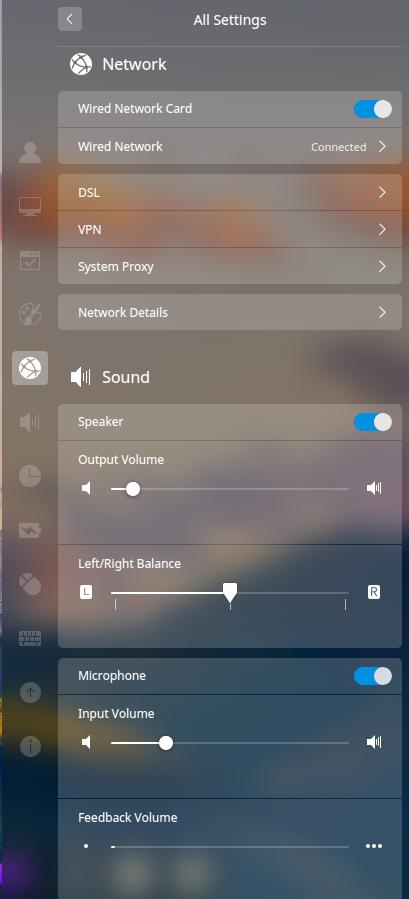 All Settings
Network
Wired Network Card
Wired Network Connected
DSL
VPN
System Proxy
Network Details
Sound
Speaker
Output Volume
Left/Right Balance
L R
Microphone
Input Volume
Feedback Volume